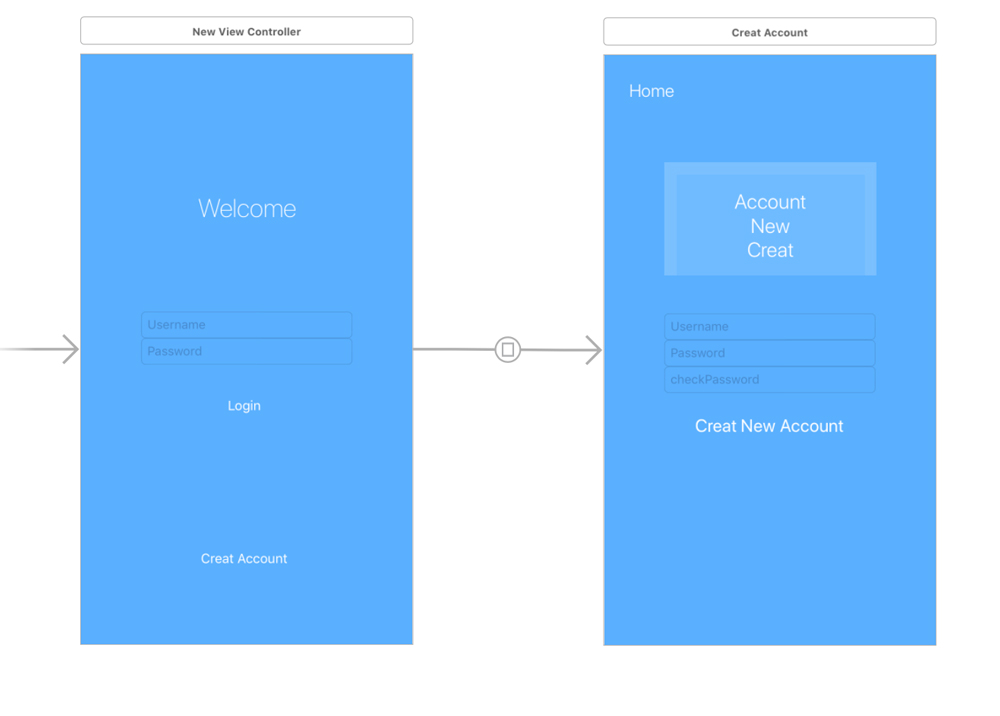 New View Controller
Welcome
Username
Password
Login
Creat Account
Creat Account
Home
Account
New
Creat
Username
Password
checkPassword
Creat New Account